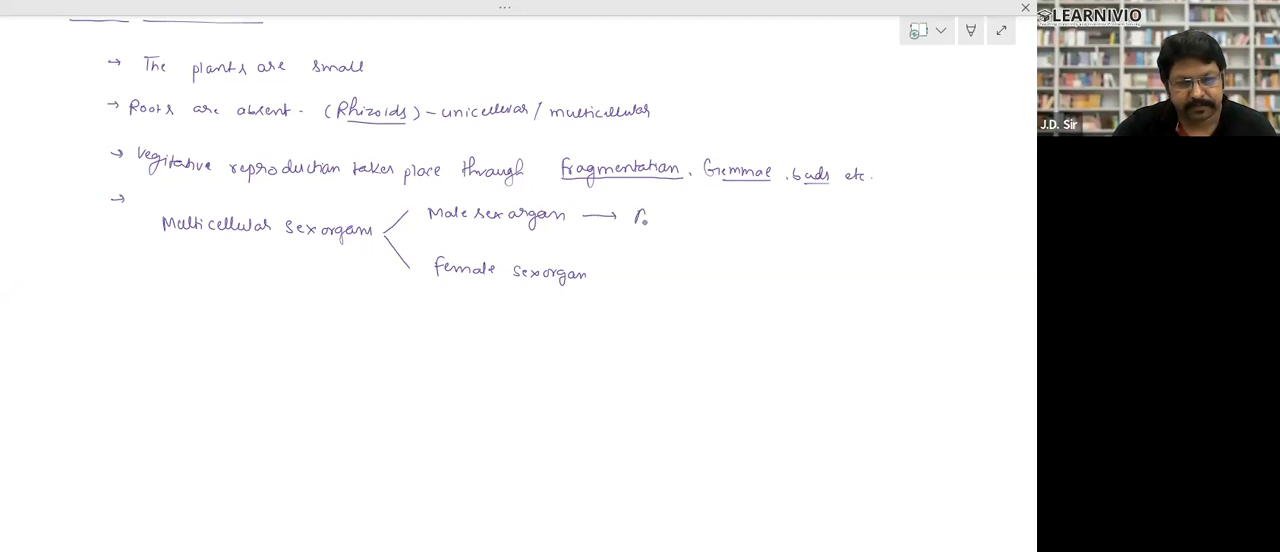 LEARNIVIO
→ The plants are small
→ Roots are absent - (Rhizoids) - unicellular / multicellular
J.D. Sir
→ Vegitative reproduction takes place through fragmentation, Gemmae, buds etc.
→
Male sex organ →
Multicellular sex organs
Female sex organ